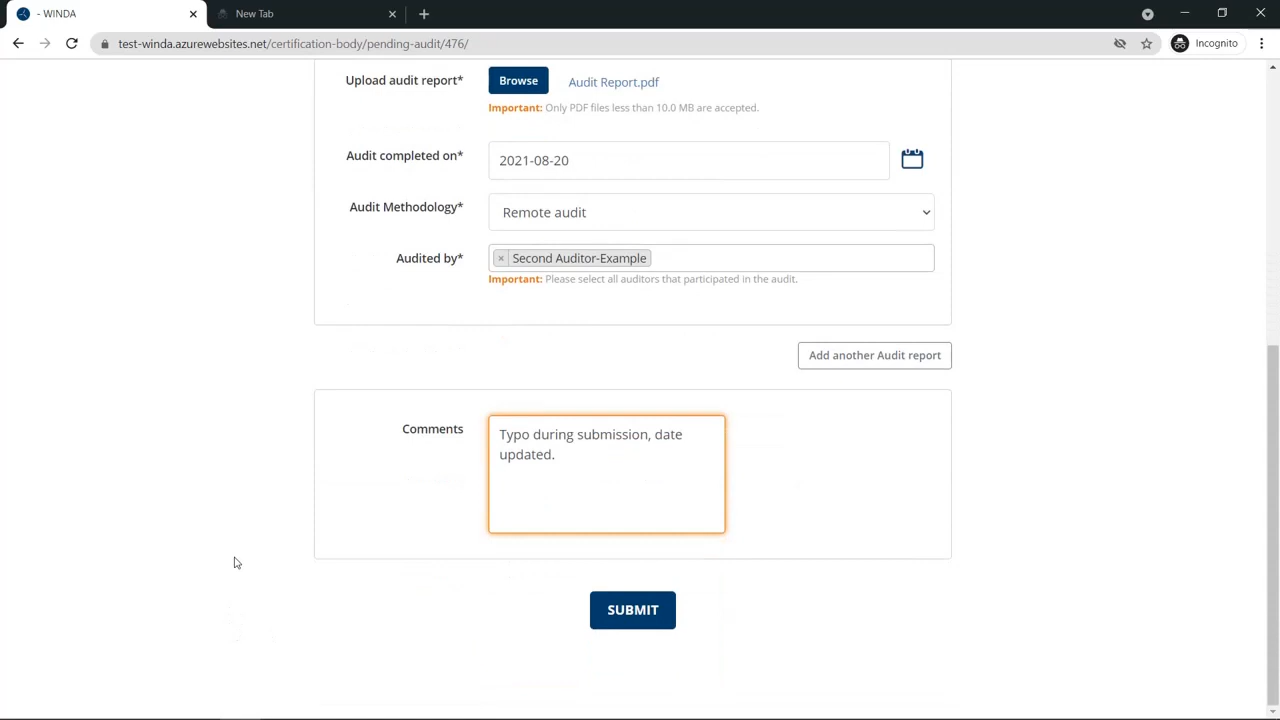 - WINDA
New Tab
test-winda.azurewebsites.net/certification-body/pending-audit/476/
Incognito
Upload audit report*
Browse
Audit Report.pdf
Important: Only PDF files less than 10.0 MB are accepted.
Audit completed on*
2021-08-20
Audit Methodology*
Remote audit
Audited by*
× Second Auditor-Example
Important: Please select all auditors that participated in the audit.
Add another Audit report
Comments
Typo during submission, date
updated.
SUBMIT